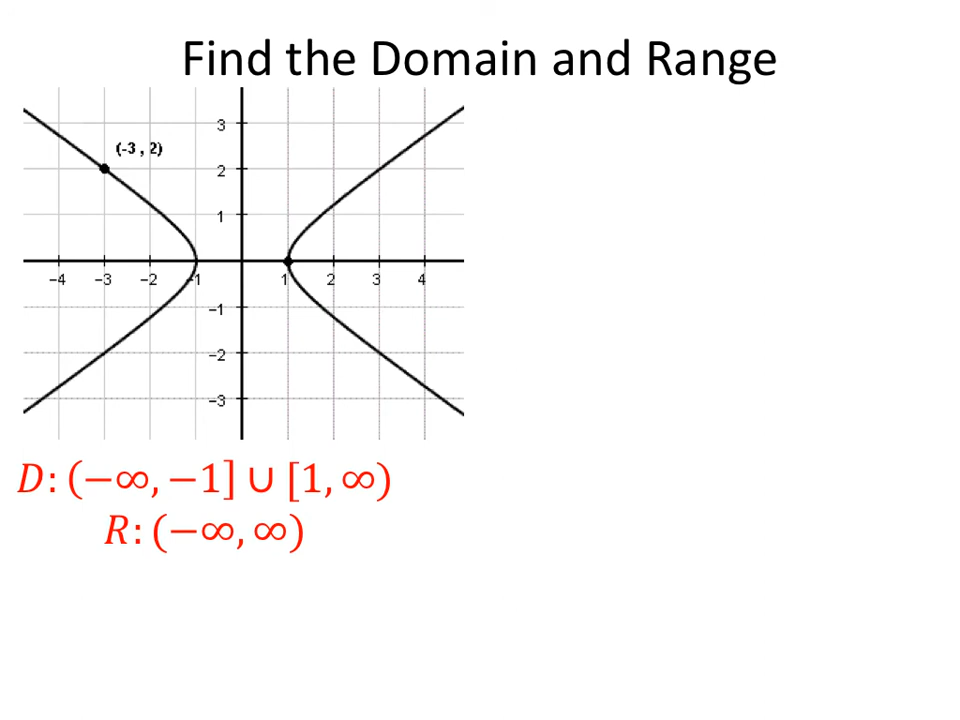 Find the Domain and Range
3
(-3 , 2)
2
1
−4 −3 −2 −1 1 2 3 4
−1
−2
−3
D: (−∞, −1] ∪ [1, ∞)
R: (−∞, ∞)